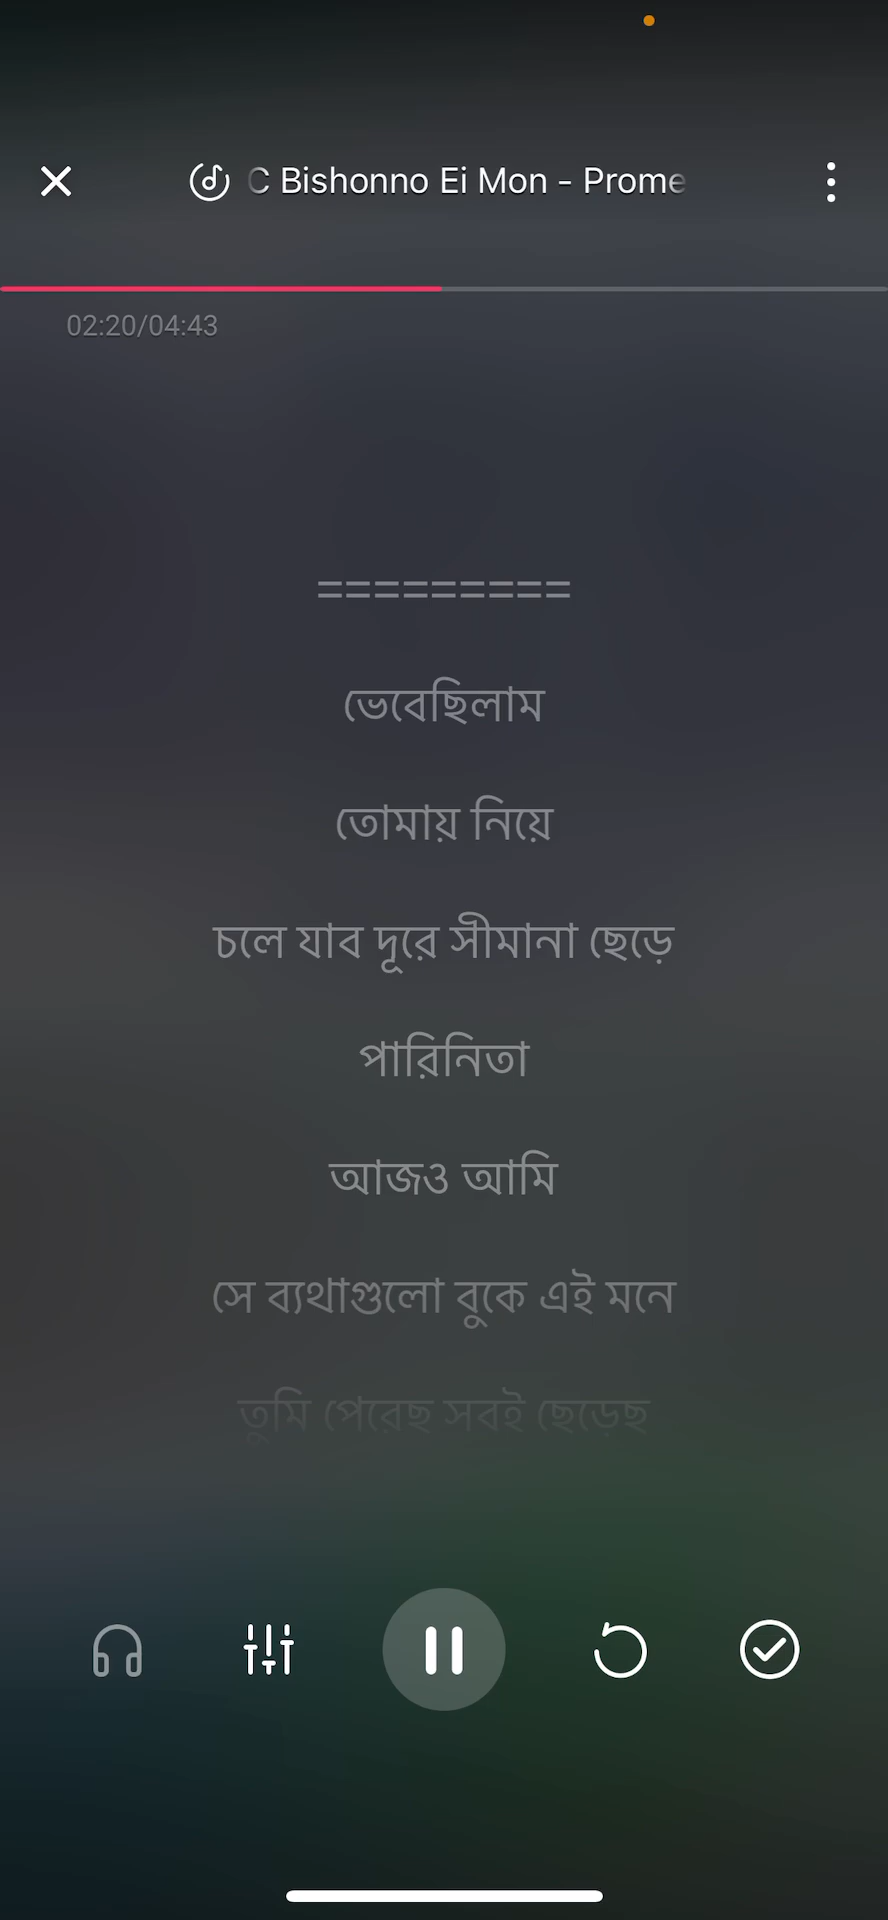 C Bishonno Ei Mon - Prome
02:20/04:43
=========
ভেবেছিলাম
তোমায় নিয়ে
চলে যাব দূরে সীমানা ছেড়ে
পারিনিতা
আজও আমি
সে ব্যথাগুলো বুকে এই মনে
তুমি পেরেছ সবই ছেড়েছ